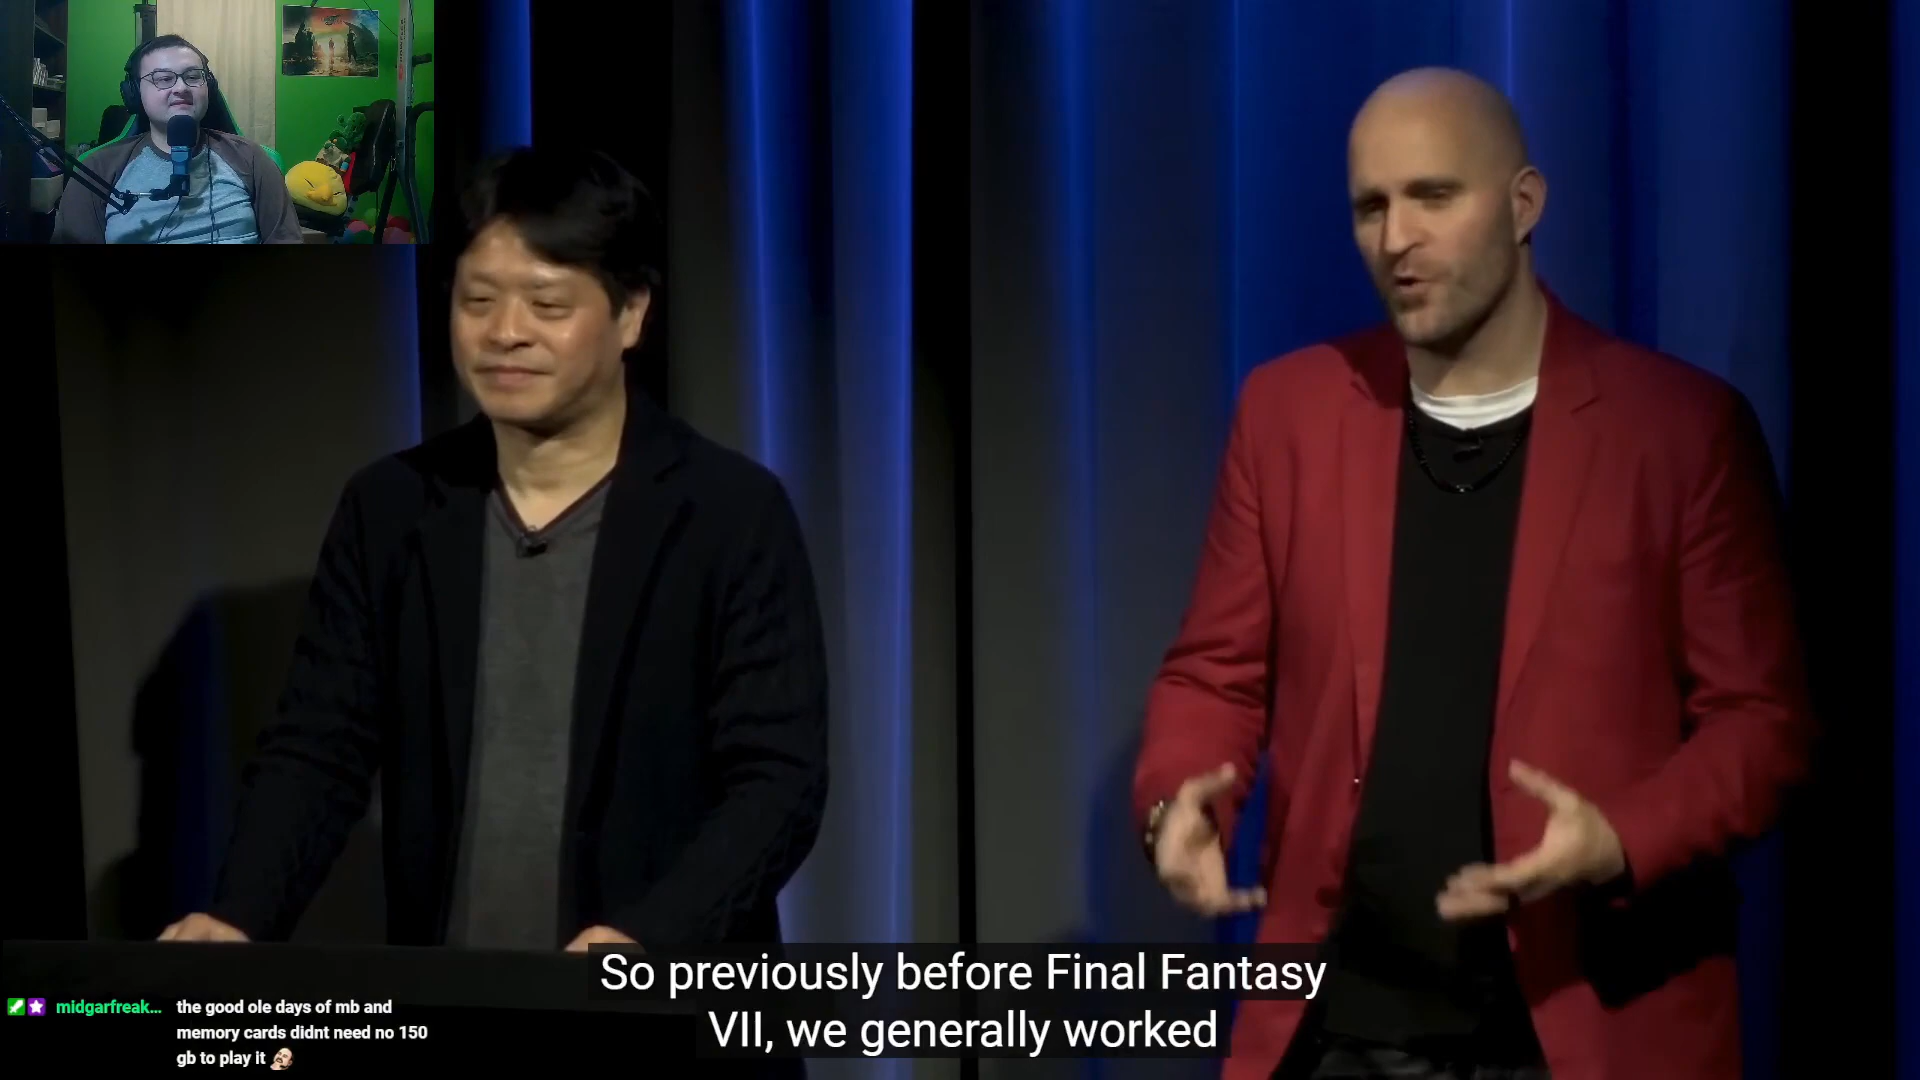 So previously before Final Fantasy
VII, we generally worked
midgarfreak... the good ole days of mb and
memory cards didnt need no 150
gb to play it